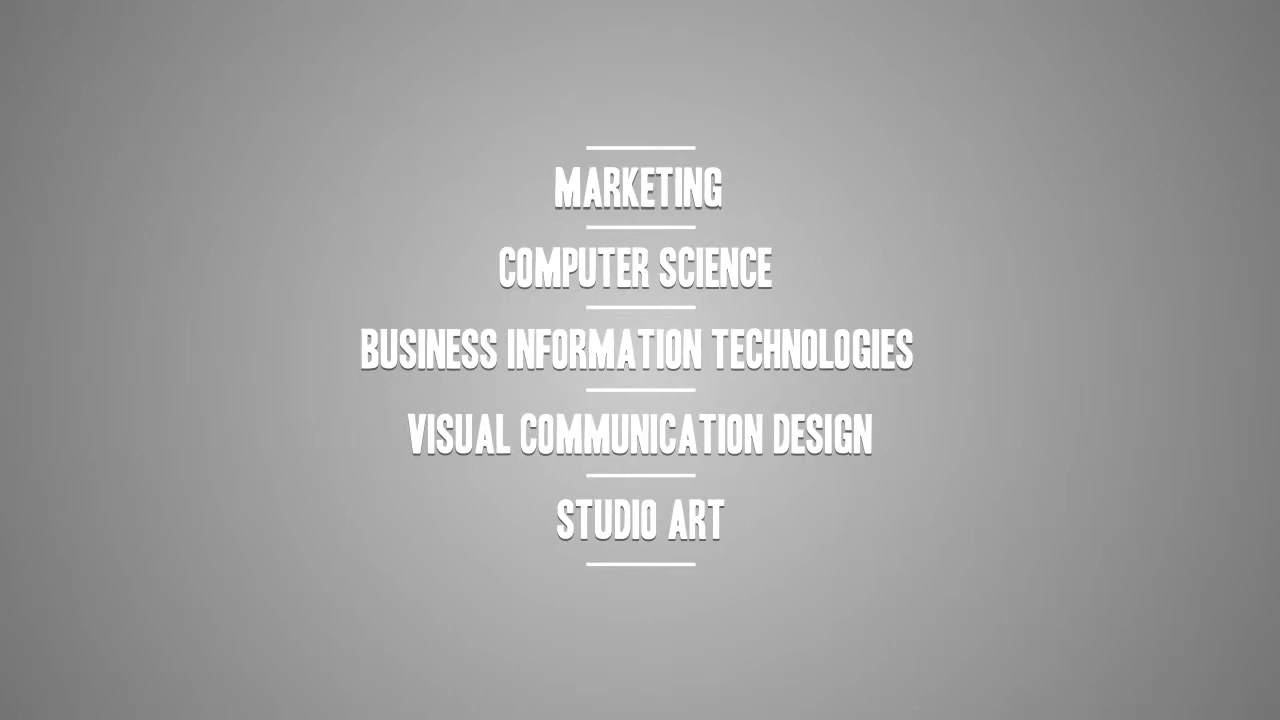 MARKETING
COMPUTER SCIENCE
BUSINESS INFORMATION TECHNOLOGIES
VISUAL COMMUNICATION DESIGN
STUDIO ART